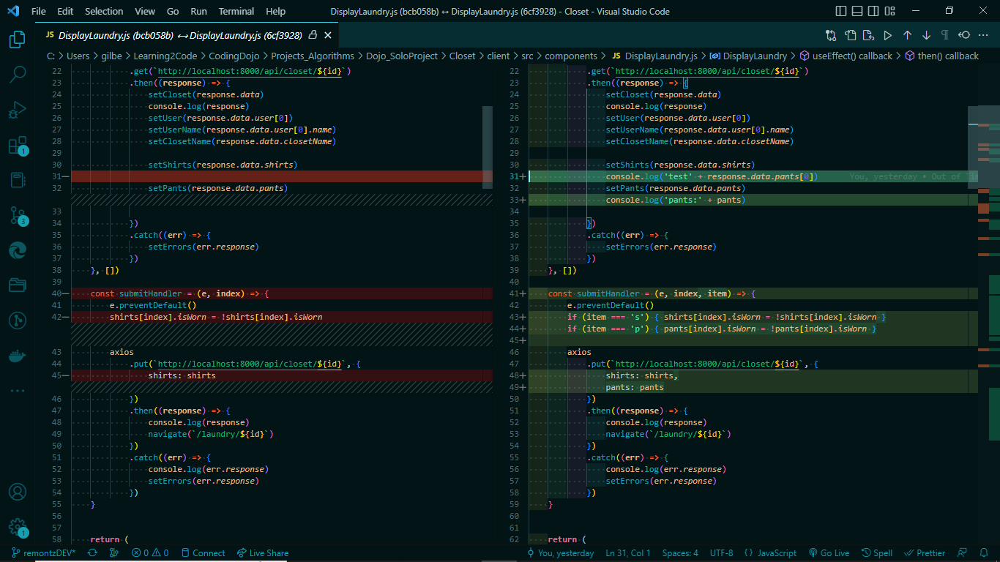 File Edit Selection View Go Run Terminal Help
DisplayLaundry.js (bcb058b) ↔ DisplayLaundry.js (6cf3928) - Closet - Visual Studio Code
JS DisplayLaundry.js (bcb058b) ↔ DisplayLaundry.js (6cf3928)
C: > Users > gilbe > Learning2Code > CodingDojo > Projects_Algorithms > Dojo_SoloProject > Closet > client > src > components > JS DisplayLaundry.js > DisplayLaundry > useEffect() callback > then() callback
22 .get(`http://localhost:8000/api/closet/${id}`)
23 .then((response) => {
24 setCloset(response.data)
25 console.log(response)
26 setUser(response.data.user[0])
27 setUserName(response.data.user[0].name)
28 setClosetName(response.data.closetName)
29
30 setShirts(response.data.shirts)
31—
32 setPants(response.data.pants)
33
34 })
35 .catch((err) => {
36 setErrors(err.response)
37 })
38 }, [])
39
40— const submitHandler = (e, index) => {
41 e.preventDefault()
42— shirts[index].isWorn = !shirts[index].isWorn
43 axios
44 .put(`http://localhost:8000/api/closet/${id}`, {
45— shirts: shirts
46 })
47 .then((response) => {
48 console.log(response)
49 navigate(`/laundry/${id}`)
50 })
51 .catch((err) => {
52 console.log(err.response)
53 setErrors(err.response)
54 })
55 }
56
57
58 return (
22 .get(`http://localhost:8000/api/closet/${id}`)
23 .then((response) => {
24 setCloset(response.data)
25 console.log(response)
26 setUser(response.data.user[0])
27 setUserName(response.data.user[0].name)
28 setClosetName(response.data.closetName)
29
30 setShirts(response.data.shirts)
31+ console.log('test' + response.data.pants[0]) You, yesterday • Out of
32 setPants(response.data.pants)
33+ console.log('pants:' + pants)
34
35 })
36 .catch((err) => {
37 setErrors(err.response)
38 })
39 }, [])
40
41+ const submitHandler = (e, index, item) => {
42 e.preventDefault()
43+ if (item === 's') { shirts[index].isWorn = !shirts[index].isWorn }
44+ if (item === 'p') { pants[index].isWorn = !pants[index].isWorn }
45+
46 axios
47 .put(`http://localhost:8000/api/closet/${id}`, {
48+ shirts: shirts,
49+ pants: pants
50 })
51 .then((response) => {
52 console.log(response)
53 navigate(`/laundry/${id}`)
54 })
55 .catch((err) => {
56 console.log(err.response)
57 setErrors(err.response)
58 })
59 }
60
61
62 return (
1
3
1
remontzDEV* 0 0 Connect Live Share You, yesterday Ln 31, Col 1 Spaces: 4 UTF-8 { } JavaScript Go Live Spell Prettier